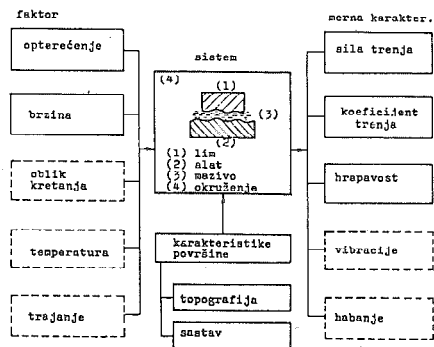 faktor
opterećenje
brzina
oblik
kretanja
temperatura
trajanje
sistem
(4)
(1)
(3)
(2)
(1) lim
(2) alat
(3) mazivo
(4) okruženje
karakteristike
površine
topografija
sastav
merna karakter.
sila trenja
koeficijent
trenja
hrapavost
vibracije
habanje